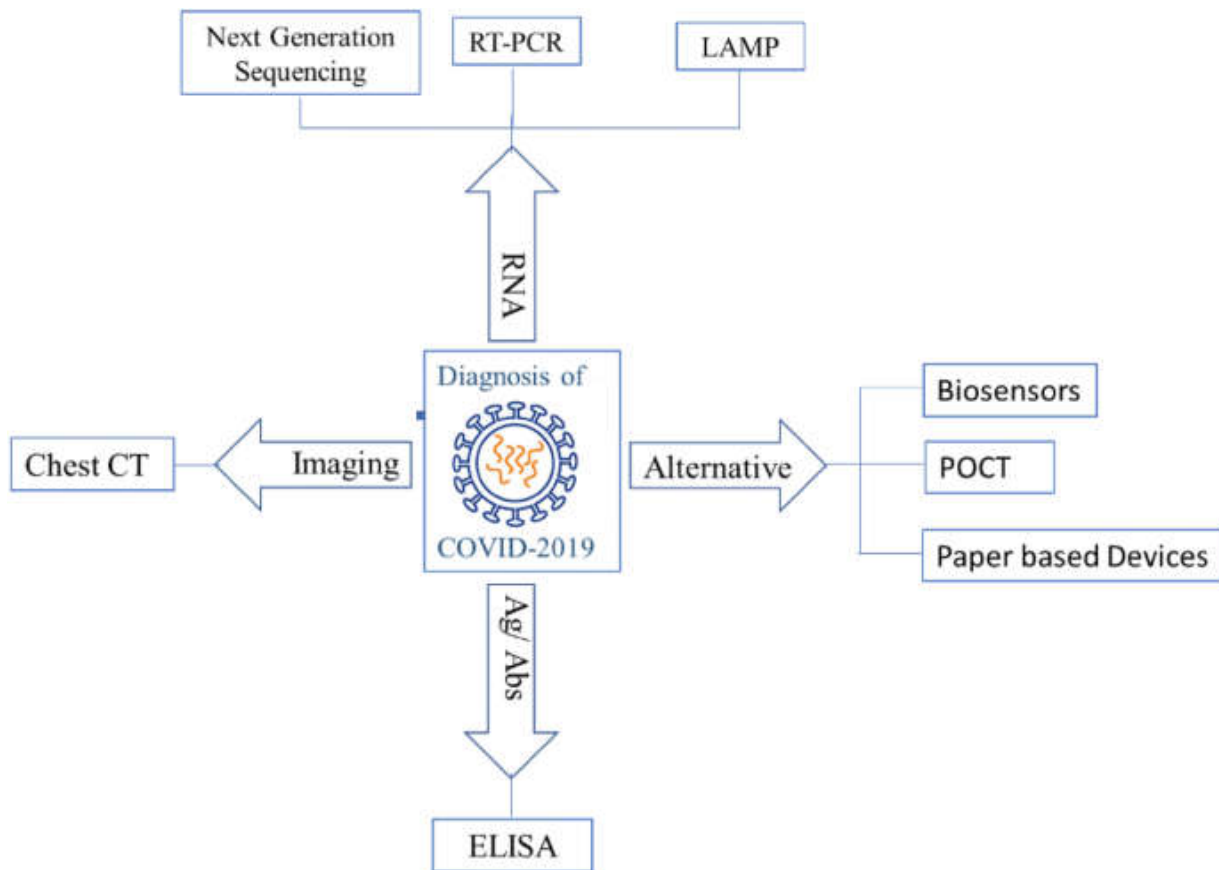 Next Generation
Sequencing
RT-PCR
LAMP
RNA
Diagnosis of
COVID-2019
Imaging
Chest CT
Alternative
Biosensors
POCT
Paper based Devices
Ag/ Abs
ELISA